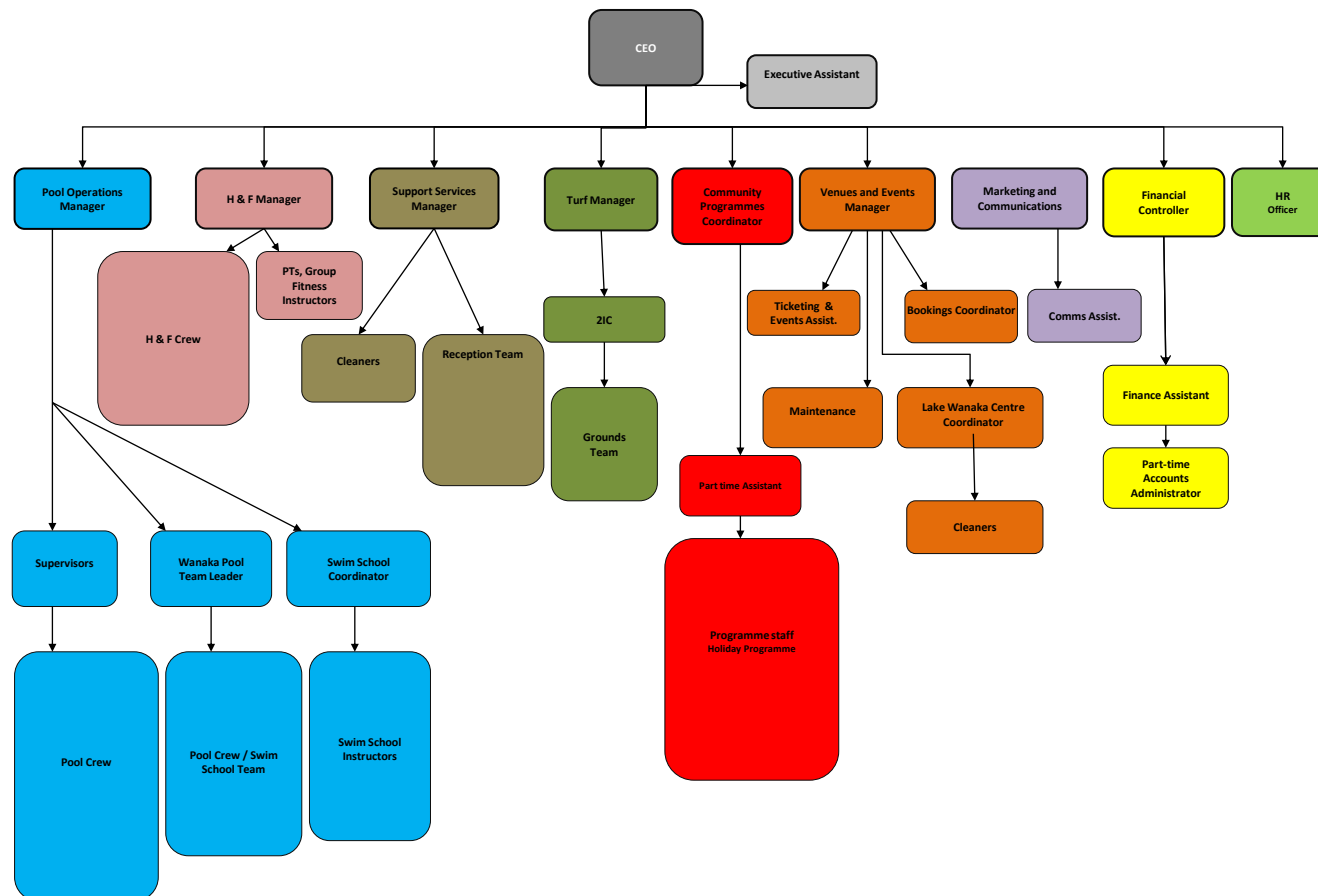 CEO
Executive Assistant
Pool Operations
Manager
H & F Manager
Support Services
Manager
Turf Manager
Community
Programmes
Coordinator
Venues and Events
Manager
Marketing and
Communications
Financial
Controller
HR
Officer
H & F Crew
PTs, Group
Fitness
Instructors
Cleaners
Reception Team
2IC
Grounds
Team
Ticketing & 
Events Assist.
Bookings Coordinator
Comms Assist.
Maintenance
Lake Wanaka Centre
Coordinator
Finance Assistant
Part time Assistant
Part-time
Accounts
Administrator
Cleaners
Supervisors
Wanaka Pool
Team Leader
Swim School
Coordinator
Programme staff
Holiday Programme
Pool Crew
Pool Crew / Swim
School Team
Swim School
Instructors